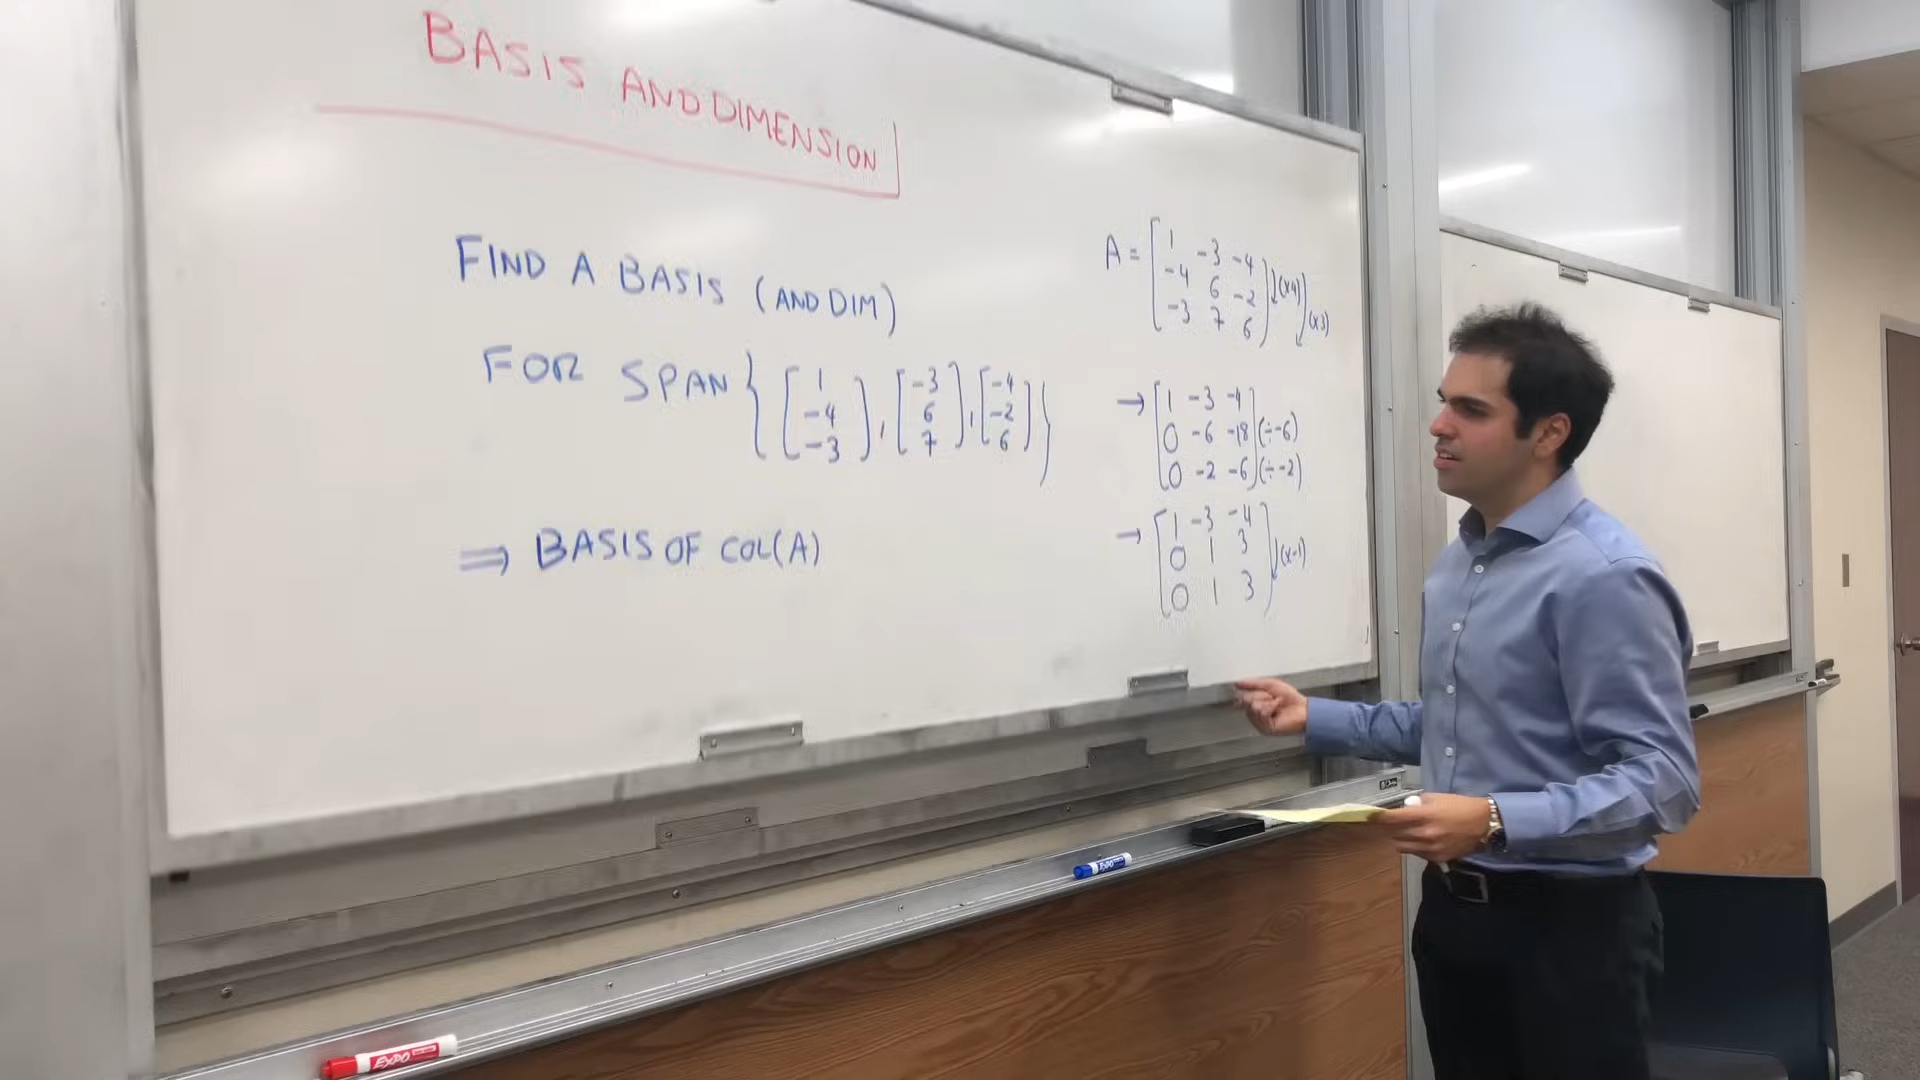 BASIS AND DIMENSION
FIND A BASIS (AND DIM)
FOR SPAN { [1 -4 -3], [-3 6 7], [-4 -2 6] }
⇒ BASIS OF COL(A)
A = [ 1 -3 -4
-4 6 -2
-3 7 6 ] ↓(x4) ↓(x3)
→ [ 1 -3 -4
0 -6 -18 (÷-6)
0 -2 -6 ] (÷-2)
→ [ 1 -3 -4
0 1 3
0 1 3 ] ↓(x-1)
EXPO
EXPO